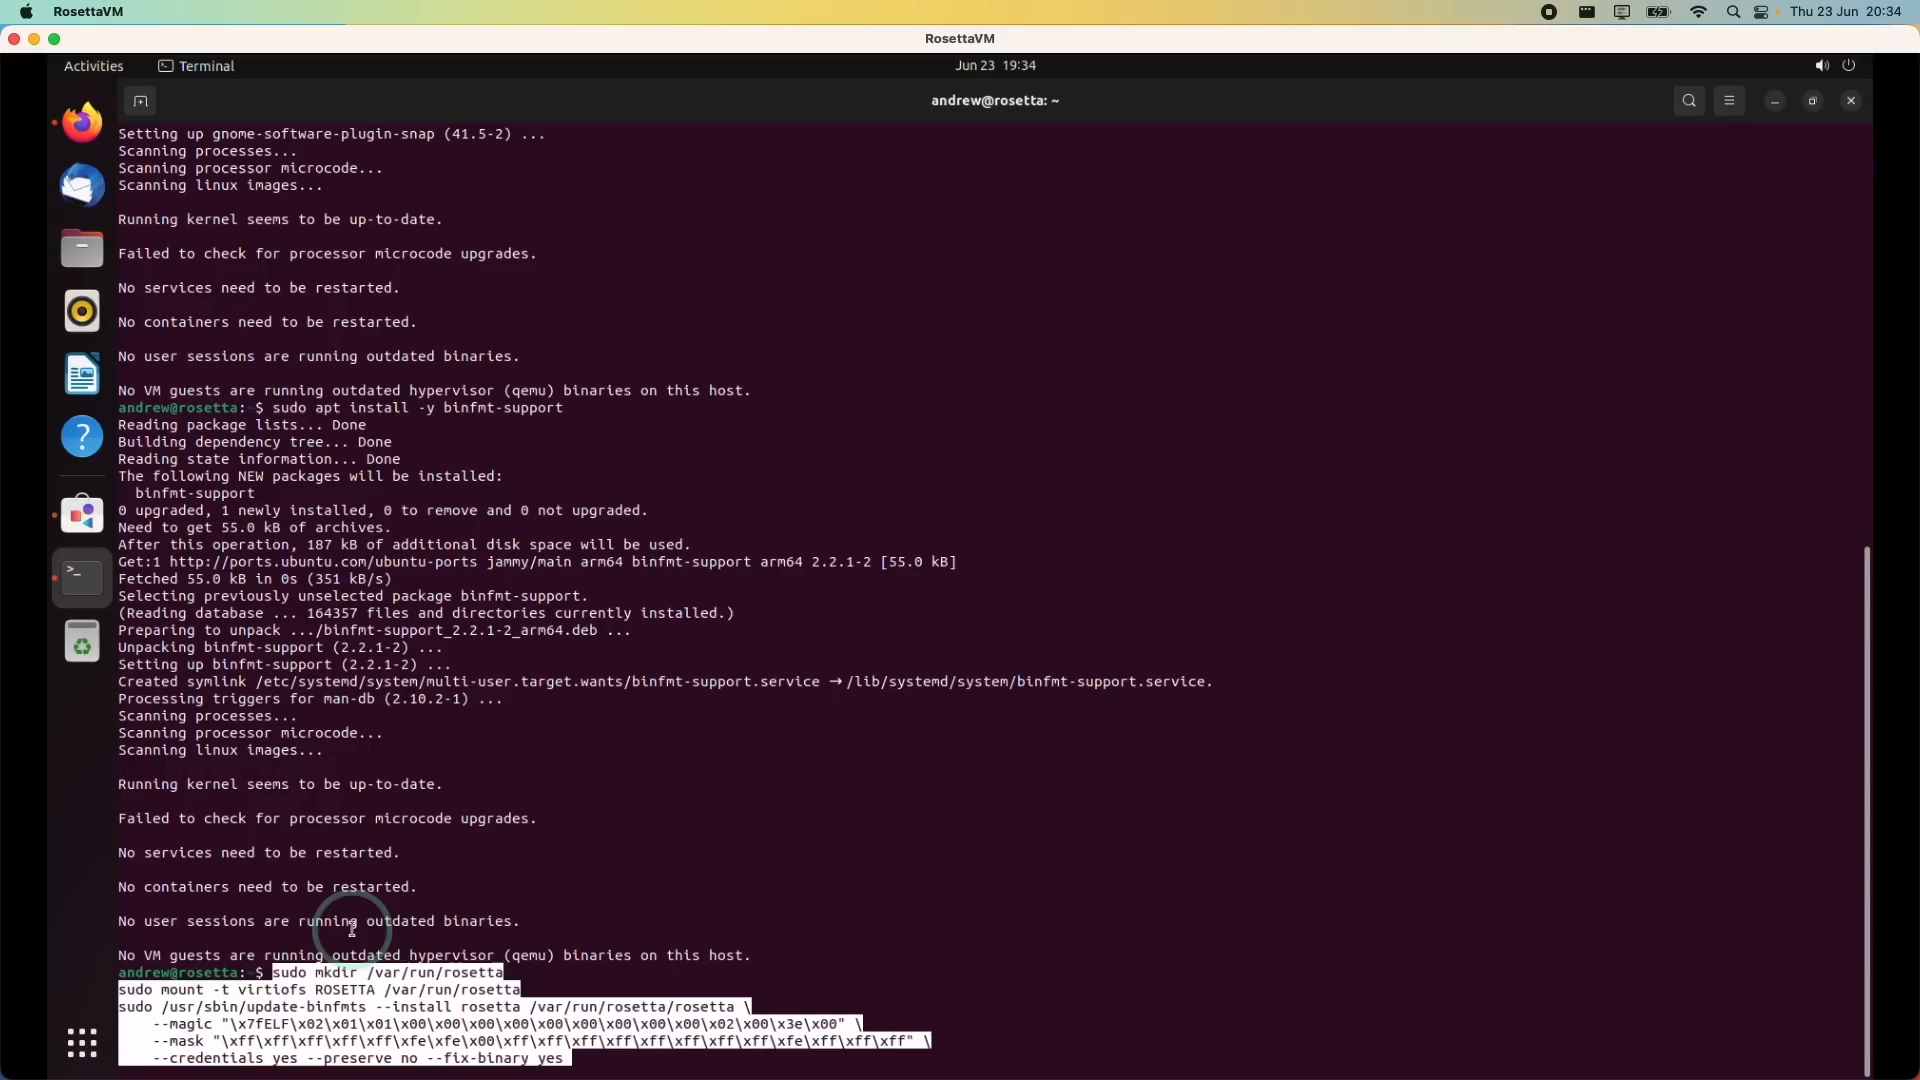 RosettaVM
Thu 23 Jun 20:34
RosettaVM
Activities
Terminal
Jun 23 19:34
andrew@rosetta: ~
Setting up gnome-software-plugin-snap (41.5-2) ...
Scanning processes...
Scanning processor microcode...
Scanning linux images...
Running kernel seems to be up-to-date.
Failed to check for processor microcode upgrades.
No services need to be restarted.
No containers need to be restarted.
No user sessions are running outdated binaries.
No VM guests are running outdated hypervisor (qemu) binaries on this host.
andrew@rosetta: $ sudo apt install -y binfmt-support
Reading package lists... Done
Building dependency tree... Done
Reading state information... Done
The following NEW packages will be installed:
binfmt-support
0 upgraded, 1 newly installed, 0 to remove and 0 not upgraded.
Need to get 55.0 kB of archives.
After this operation, 187 kB of additional disk space will be used.
Get:1 http://ports.ubuntu.com/ubuntu-ports jammy/main arm64 binfmt-support arm64 2.2.1-2 [55.0 kB]
Fetched 55.0 kB in 0s (351 kB/s)
Selecting previously unselected package binfmt-support.
(Reading database ... 164357 files and directories currently installed.)
Preparing to unpack .../binfmt-support_2.2.1-2_arm64.deb ...
Unpacking binfmt-support (2.2.1-2) ...
Setting up binfmt-support (2.2.1-2) ...
Created symlink /etc/systemd/system/multi-user.target.wants/binfmt-support.service → /lib/systemd/system/binfmt-support.service.
Processing triggers for man-db (2.10.2-1) ...
Scanning processes...
Scanning processor microcode...
Scanning linux images...
Running kernel seems to be up-to-date.
Failed to check for processor microcode upgrades.
No services need to be restarted.
No containers need to be restarted.
No user sessions are running outdated binaries.
No VM guests are running outdated hypervisor (qemu) binaries on this host.
andrew@rosetta: $ sudo mkdir /var/run/rosetta
sudo mount -t virtiofs ROSETTA /var/run/rosetta
sudo /usr/sbin/update-binfmts --install rosetta /var/run/rosetta/rosetta \
--magic "\x7fELF\x02\x01\x01\x00\x00\x00\x00\x00\x00\x00\x00\x00\x02\x00\x3e\x00" \
--mask "\xff\xff\xff\xff\xff\xfe\xfe\x00\xff\xff\xff\xff\xff\xff\xff\xff\xfe\xff\xff\xff" \
--credentials yes --preserve no --fix-binary yes